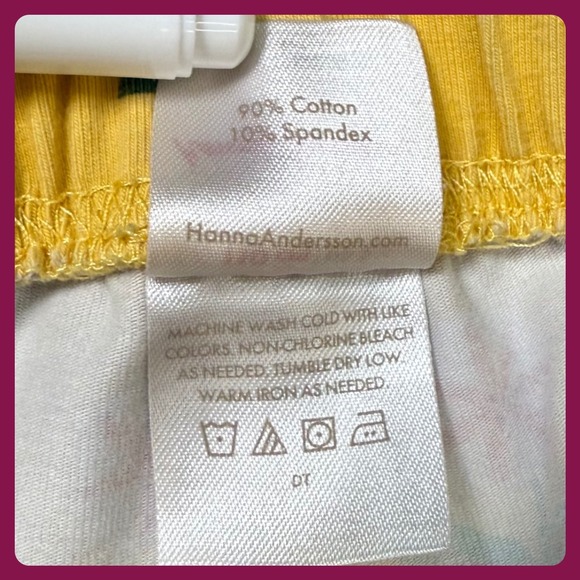 90% Cotton
10% Spandex
HannaAndersson.com
MACHINE WASH COLD WITH LIKE
COLORS. NON-CHLORINE BLEACH
AS NEEDED. TUMBLE DRY LOW
WARM IRON AS NEEDED.
DT